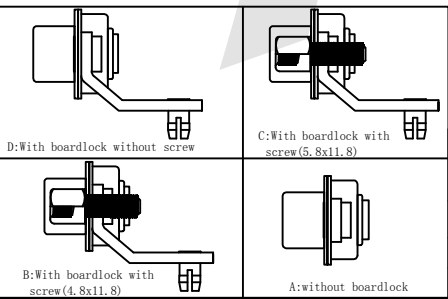 D:With boardlock without screw
C:With boardlock with
screw(5.8x11.8)
B:With boardlock with
screw(4.8x11.8)
A:without boardlock